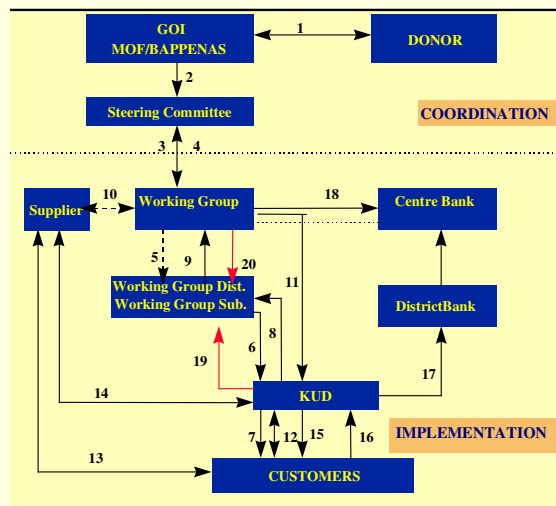 GOI
MOF/BAPPENAS
1
DONOR
2
Steering Committee
COORDINATION
3
4
10
18
Supplier
Working Group
Centre Bank
5
9
20
11
Working Group Dist.
Working Group Sub.
DistrictBank
8
6
19
17
14
KUD
7
12
15
16
IMPLEMENTATION
13
CUSTOMERS